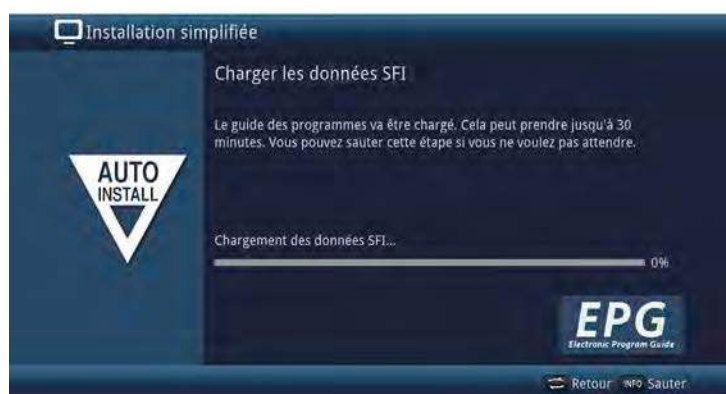 Installation simplifiée
Charger les données SFI
Le guide des programmes va être chargé. Cela peut prendre jusqu'à 30
minutes. Vous pouvez sauter cette étape si vous ne voulez pas attendre.
AUTO
INSTALL
Chargement des données SFI...
0%
EPG
Electronic Program Guide
Retour INFO Sauter